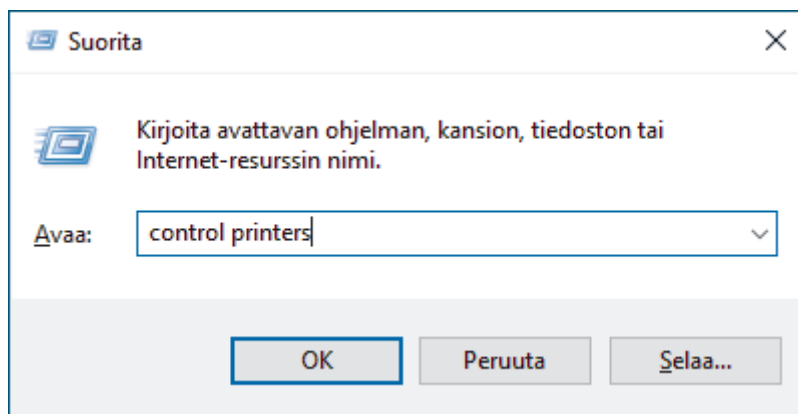 Suorita
Kirjoita avattavan ohjelman, kansion, tiedoston tai
Internet-resurssin nimi.
Avaa: control printers
OK Peruuta Selaa...